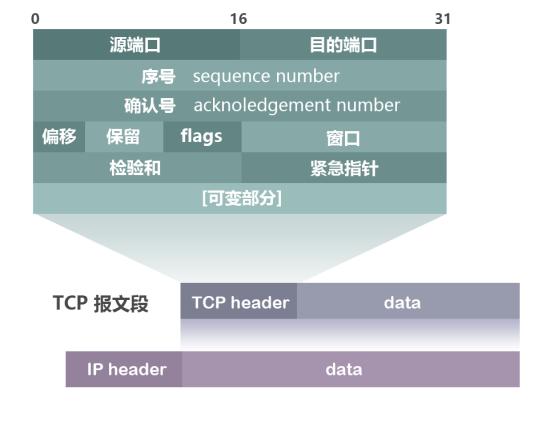 0 16 31
源端口 目的端口
序号 sequence number
确认号 acknoledgement number
偏移 保留 flags 窗口
检验和 紧急指针
[可变部分]
TCP 报文段 TCP header data
IP header data